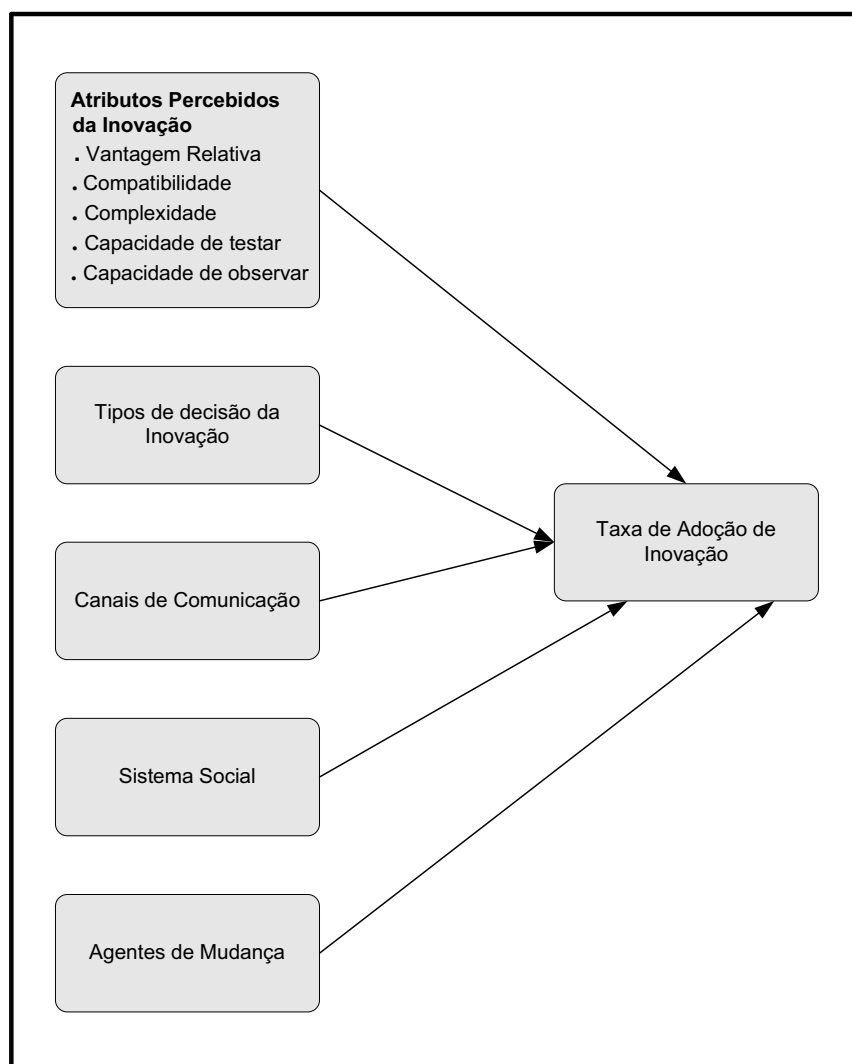 Atributos Percebidos
da Inovação
. Vantagem Relativa
. Compatibilidade
. Complexidade
. Capacidade de testar
. Capacidade de observar
Tipos de decisão da
Inovação
Canais de Comunicação
Sistema Social
Agentes de Mudança
Taxa de Adoção de
Inovação